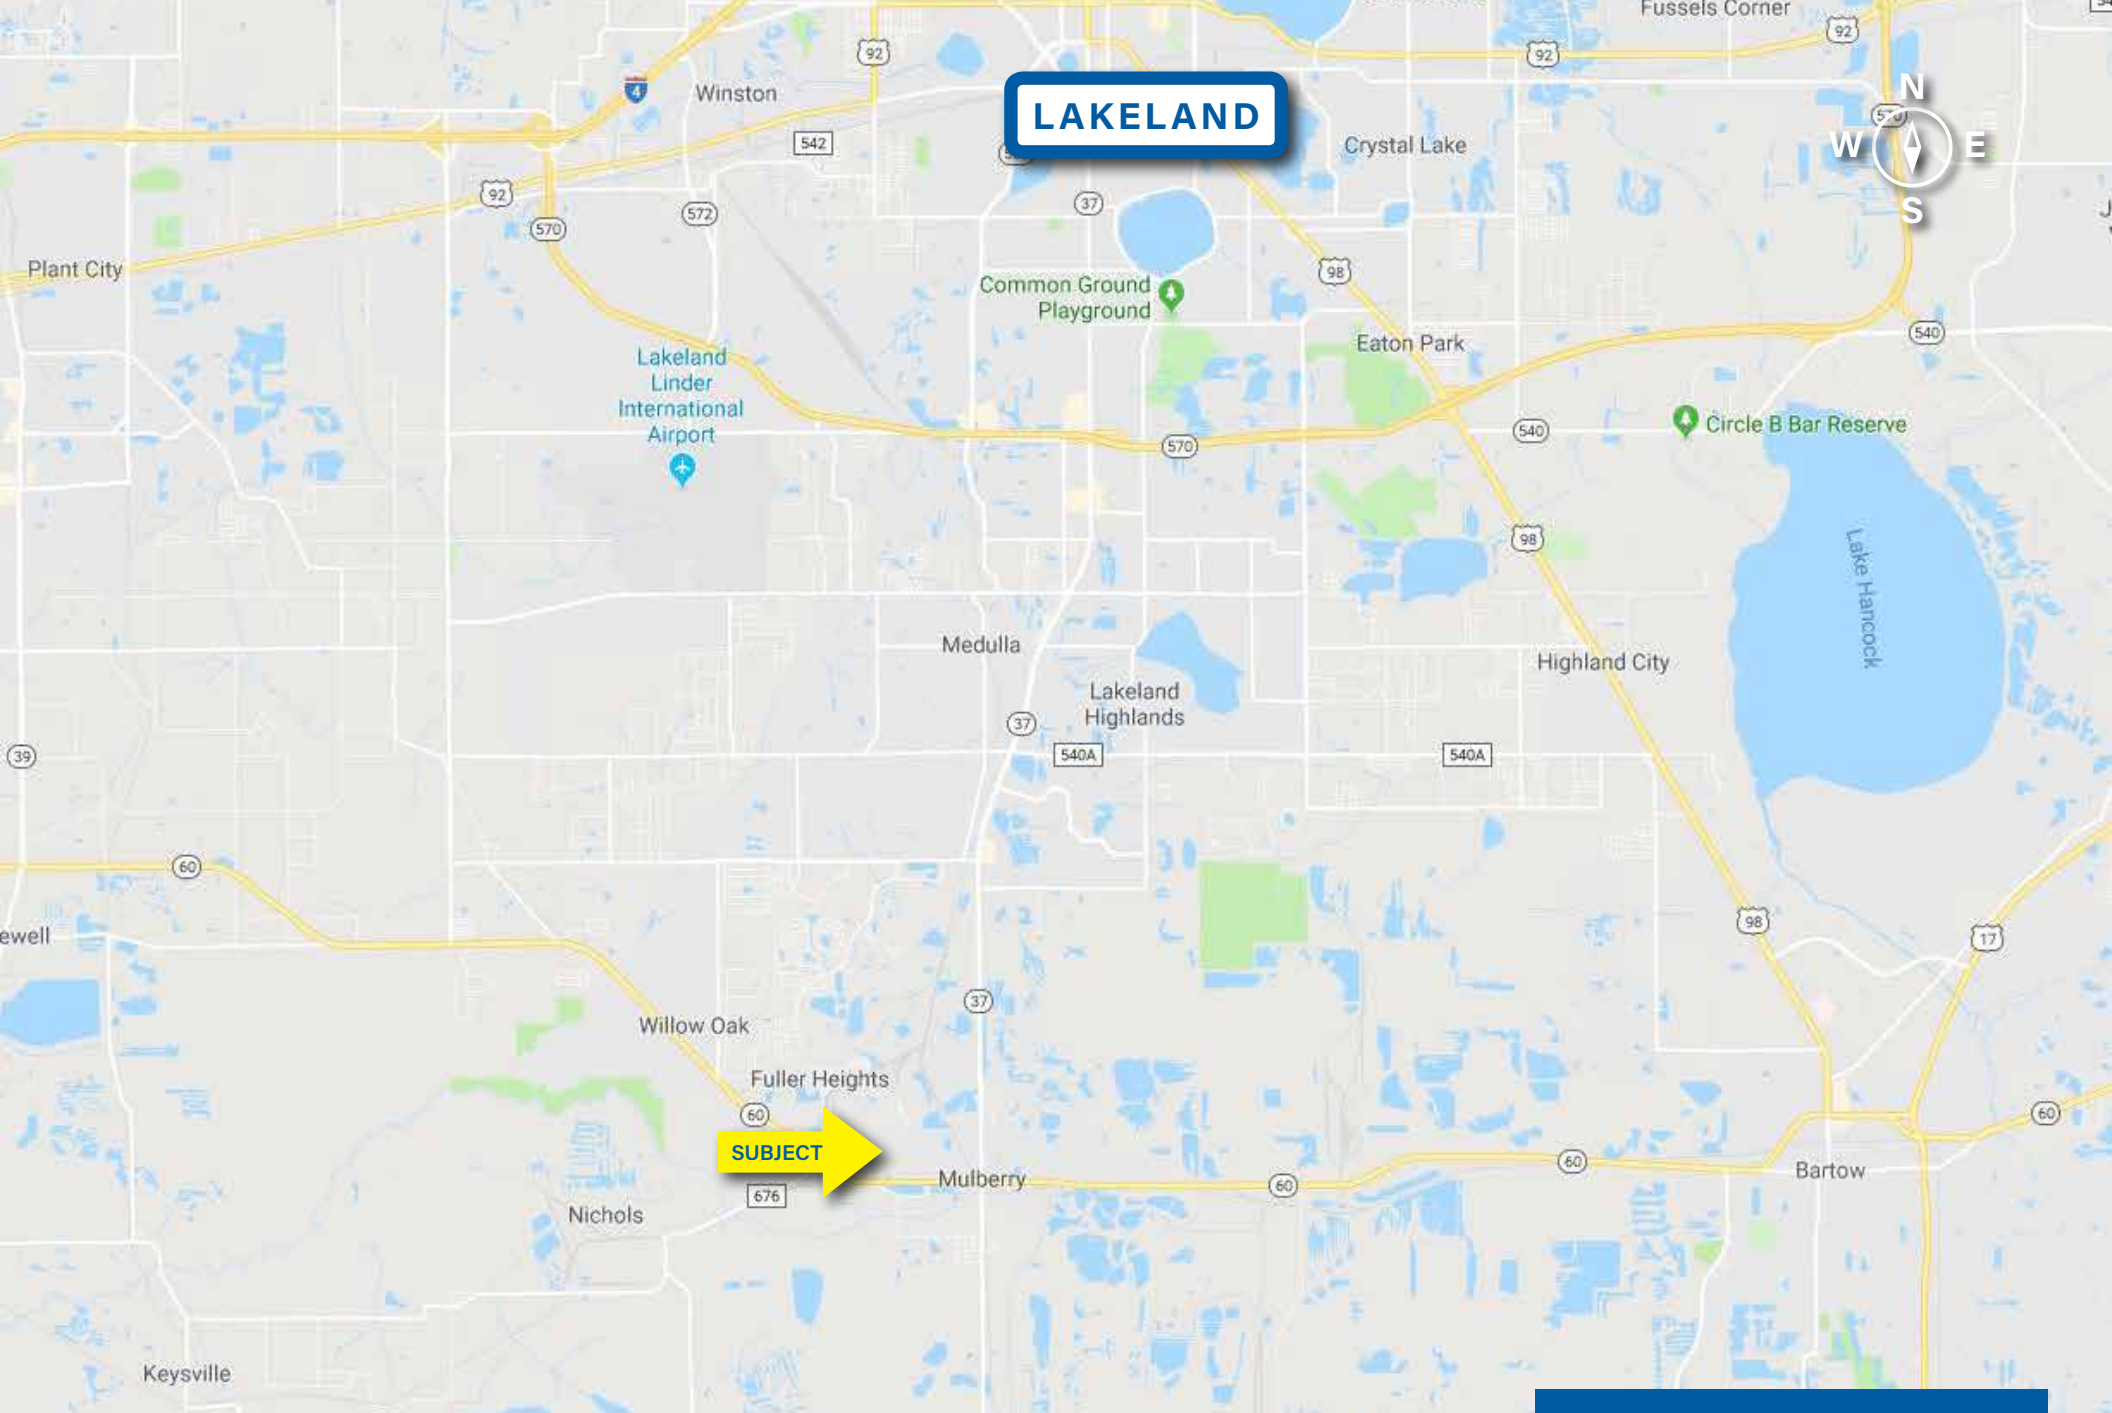 Fussels Corner
92
92
92
4
Winston
LAKELAND
N
570
W
E
542
Crystal Lake
S
92
572
37
570
Plant City
98
Common Ground
Playground
540
Eaton Park
Lakeland
Linder
International
Airport
Circle B Bar Reserve
540
570
98
Lake Hancock
Medulla
Highland City
Lakeland
Highlands
37
39
540A
540A
60
98
17
ewell
37
Willow Oak
Fuller Heights
60
60
SUBJECT
60
Mulberry
60
Bartow
676
Nichols
Keysville